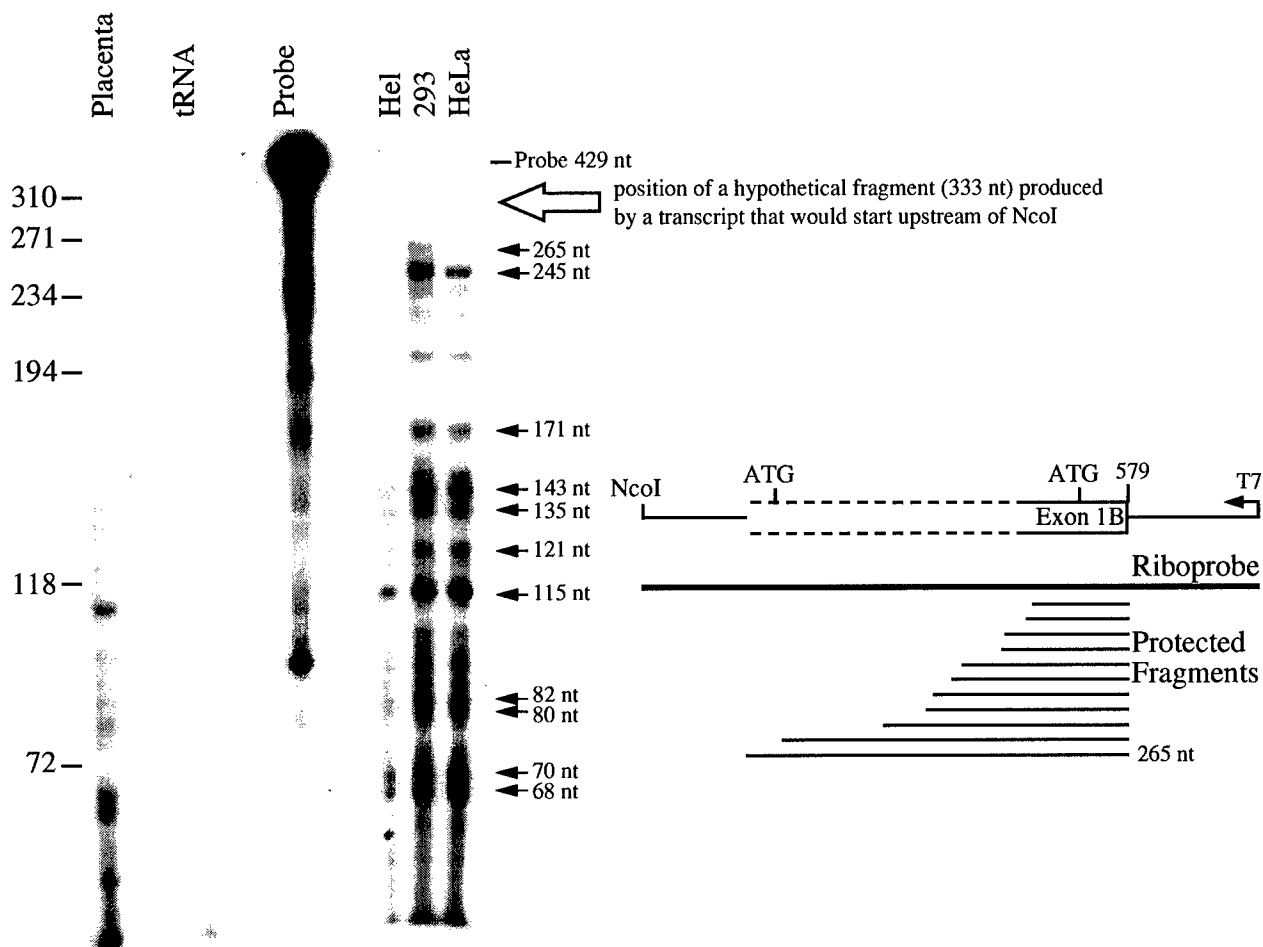 Placenta
tRNA
Probe
Hel
293
HeLa
310
271
234
194
118
72
Probe 429 nt
position of a hypothetical fragment (333 nt) produced
by a transcript that would start upstream of NcoI
265 nt
245 nt
171 nt
143 nt
135 nt
121 nt
115 nt
82 nt
80 nt
70 nt
68 nt
NcoI
ATG
ATG
579
T7
Exon 1B
Riboprobe
Protected
Fragments
265 nt